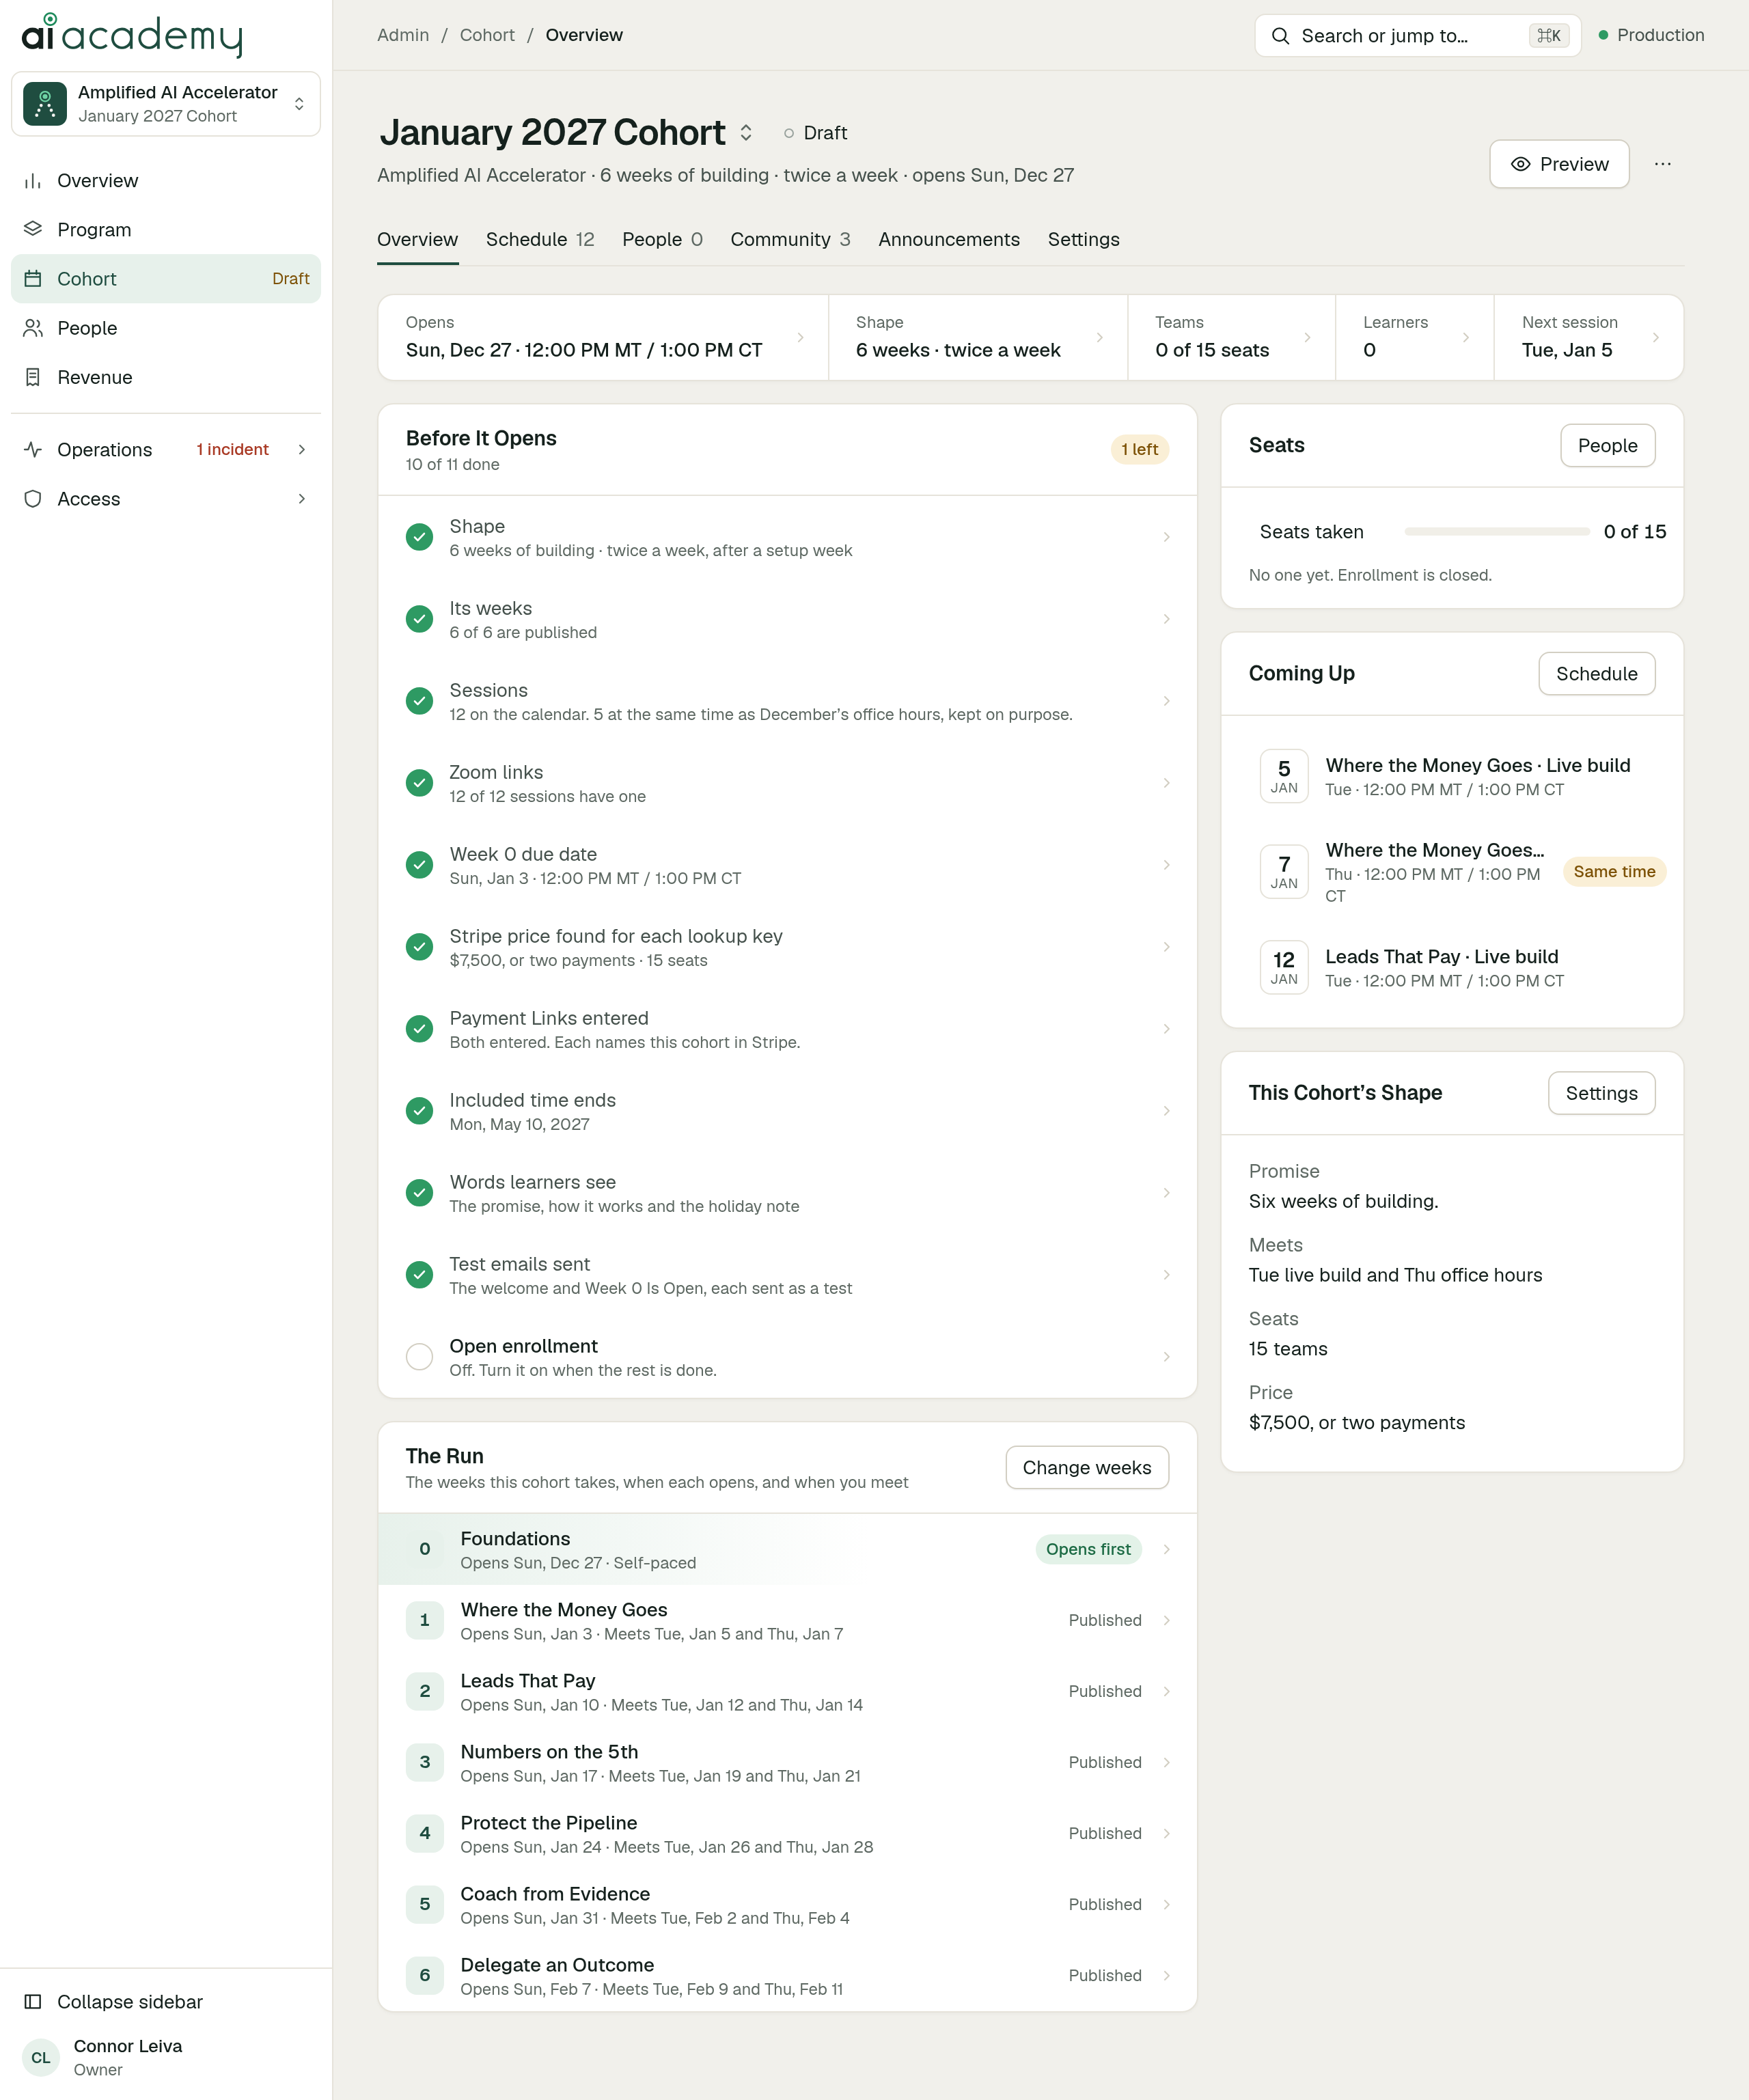 ai academy
Amplified AI Accelerator
January 2027 Cohort
Overview
Program
Cohort
Draft
People
Revenue
Operations
1 incident
Access
Collapse sidebar
CL
Connor Leiva
Owner
Admin / Cohort / Overview
Search or jump to...
⌘K
Production
January 2027 Cohort
Draft
Amplified AI Accelerator · 6 weeks of building · twice a week · opens Sun, Dec 27
Preview
Overview
Schedule 12
People 0
Community 3
Announcements
Settings
Opens
Sun, Dec 27 · 12:00 PM MT / 1:00 PM CT
Shape
6 weeks · twice a week
Teams
0 of 15 seats
Learners
0
Next session
Tue, Jan 5
Before It Opens
10 of 11 done
1 left
Shape
6 weeks of building · twice a week, after a setup week
Its weeks
6 of 6 are published
Sessions
12 on the calendar. 5 at the same time as December’s office hours, kept on purpose.
Zoom links
12 of 12 sessions have one
Week 0 due date
Sun, Jan 3 · 12:00 PM MT / 1:00 PM CT
Stripe price found for each lookup key
$7,500, or two payments · 15 seats
Payment Links entered
Both entered. Each names this cohort in Stripe.
Included time ends
Mon, May 10, 2027
Words learners see
The promise, how it works and the holiday note
Test emails sent
The welcome and Week 0 Is Open, each sent as a test
Open enrollment
Off. Turn it on when the rest is done.
The Run
The weeks this cohort takes, when each opens, and when you meet
Change weeks
0
Foundations
Opens Sun, Dec 27 · Self-paced
Opens first
1
Where the Money Goes
Opens Sun, Jan 3 · Meets Tue, Jan 5 and Thu, Jan 7
Published
2
Leads That Pay
Opens Sun, Jan 10 · Meets Tue, Jan 12 and Thu, Jan 14
Published
3
Numbers on the 5th
Opens Sun, Jan 17 · Meets Tue, Jan 19 and Thu, Jan 21
Published
4
Protect the Pipeline
Opens Sun, Jan 24 · Meets Tue, Jan 26 and Thu, Jan 28
Published
5
Coach from Evidence
Opens Sun, Jan 31 · Meets Tue, Feb 2 and Thu, Feb 4
Published
6
Delegate an Outcome
Opens Sun, Feb 7 · Meets Tue, Feb 9 and Thu, Feb 11
Published
Seats
People
Seats taken
0 of 15
No one yet. Enrollment is closed.
Coming Up
Schedule
5
JAN
Where the Money Goes · Live build
Tue · 12:00 PM MT / 1:00 PM CT
7
JAN
Where the Money Goes...
Thu · 12:00 PM MT / 1:00 PM
CT
Same time
12
JAN
Leads That Pay · Live build
Tue · 12:00 PM MT / 1:00 PM CT
This Cohort’s Shape
Settings
Promise
Six weeks of building.
Meets
Tue live build and Thu office hours
Seats
15 teams
Price
$7,500, or two payments